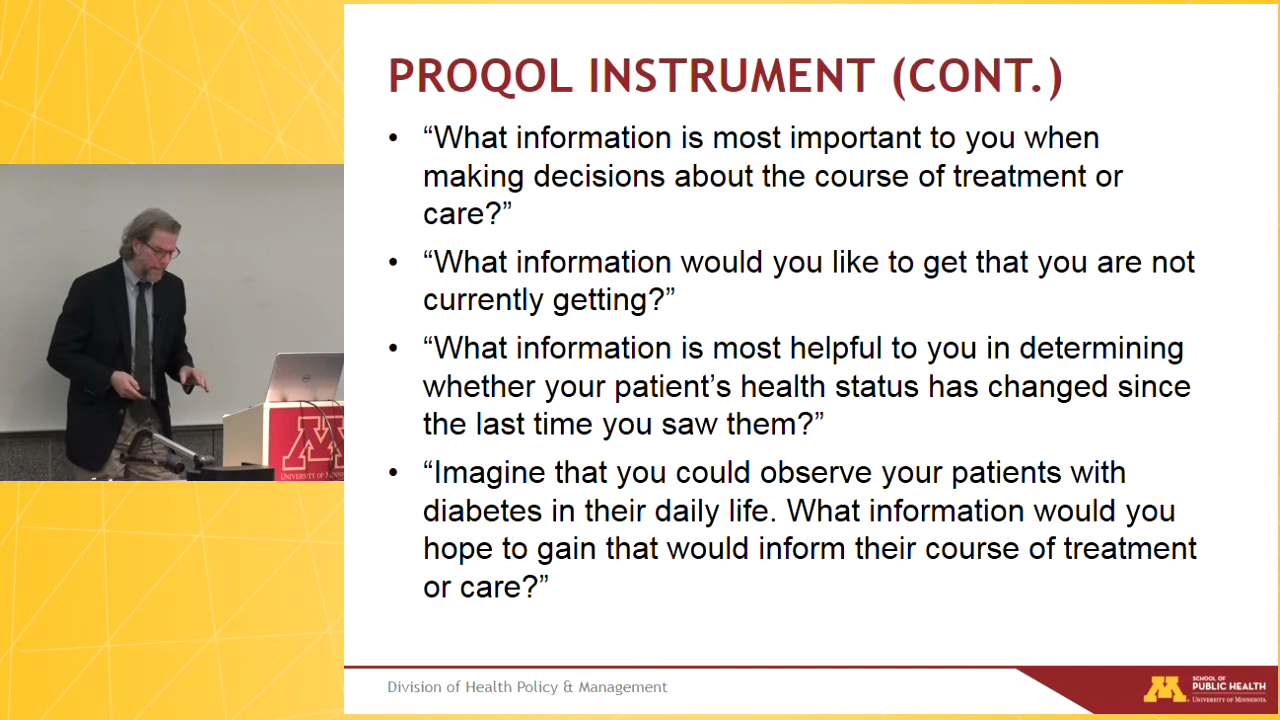 PROQOL INSTRUMENT (CONT.)
• “What information is most important to you when
making decisions about the course of treatment or
care?”
• “What information would you like to get that you are not
currently getting?”
• “What information is most helpful to you in determining
whether your patient’s health status has changed since
the last time you saw them?”
• “Imagine that you could observe your patients with
diabetes in their daily life. What information would you
hope to gain that would inform their course of treatment
or care?”
M
UNIVERSITY OF
Division of Health Policy & Management
M
SCHOOL OF
PUBLIC HEALTH
UNIVERSITY OF MINNESOTA